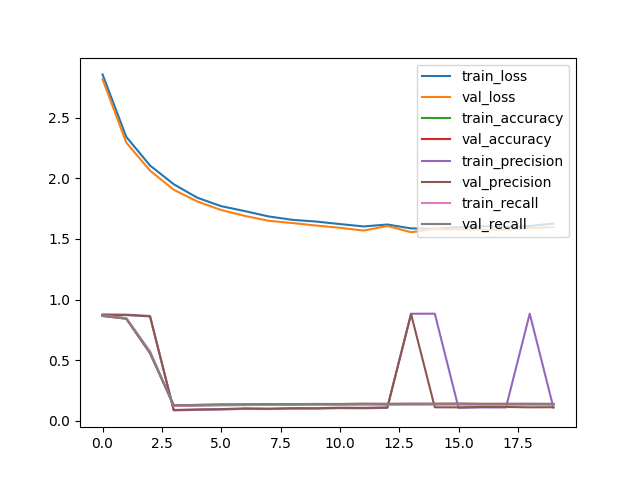 train_loss
val_loss
train_accuracy
val_accuracy
train_precision
val_precision
train_recall
val_recall
2.5
2.0
1.5
1.0
0.5
0.0
0.0 2.5 5.0 7.5 10.0 12.5 15.0 17.5